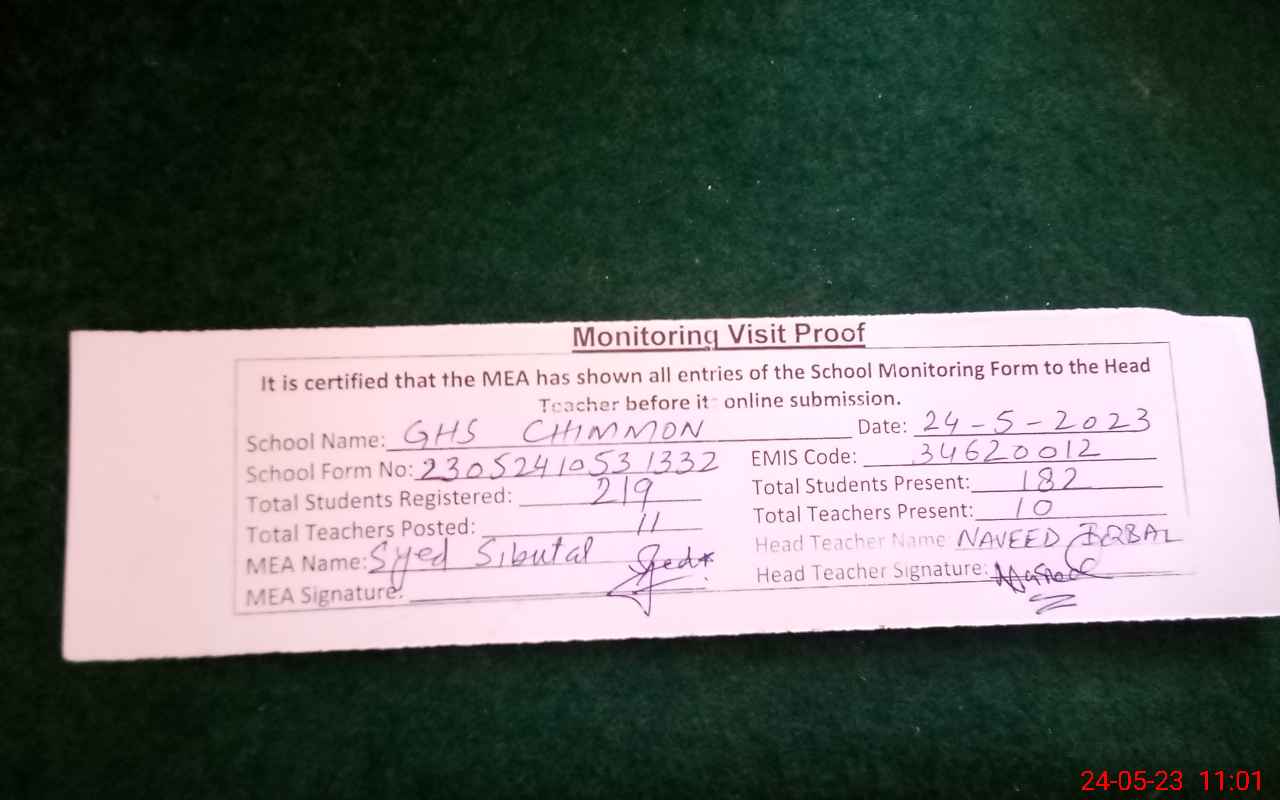 Monitoring Visit Proof
It is certified that the MEA has shown all entries of the School Monitoring Form to the Head
Teacher before it online submission.
School Name: GHS CHIMMON Date: 24-5-2023
School Form No: 23052410531332 EMIS Code: 34620012
Total Students Registered: 219 Total Students Present: 182
Total Teachers Posted: 11 Total Teachers Present: 10
MEA Name: Syed Sibutal Head Teacher Name NAVEED IQBAL
MEA Signature: Head Teacher Signature:
24-05-23 11:01